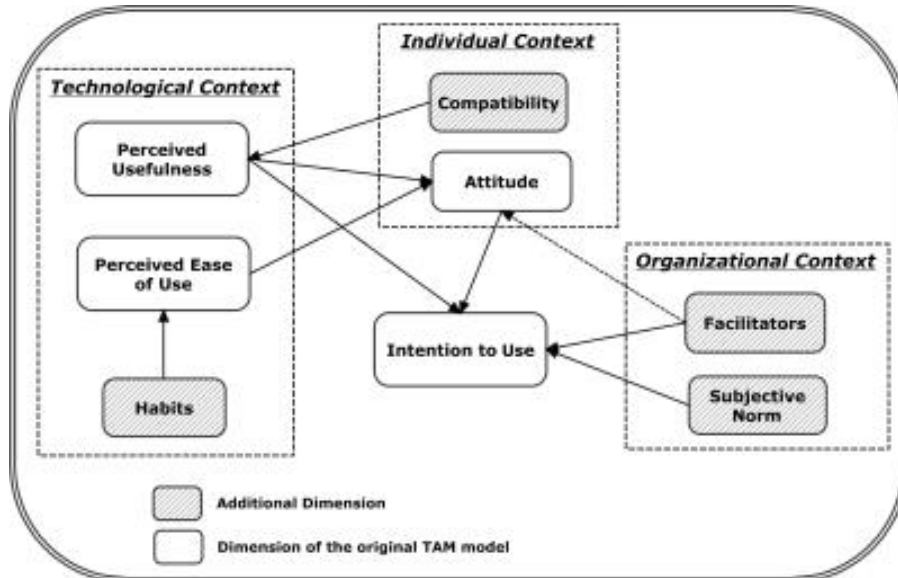 Individual Context
Technological Context
Compatibility
Perceived
Usefulness
Attitude
Perceived Ease
of Use
Organizational Context
Facilitators
Intention to Use
Habits
Subjective
Norm
Additional Dimension
Dimension of the original TAM model